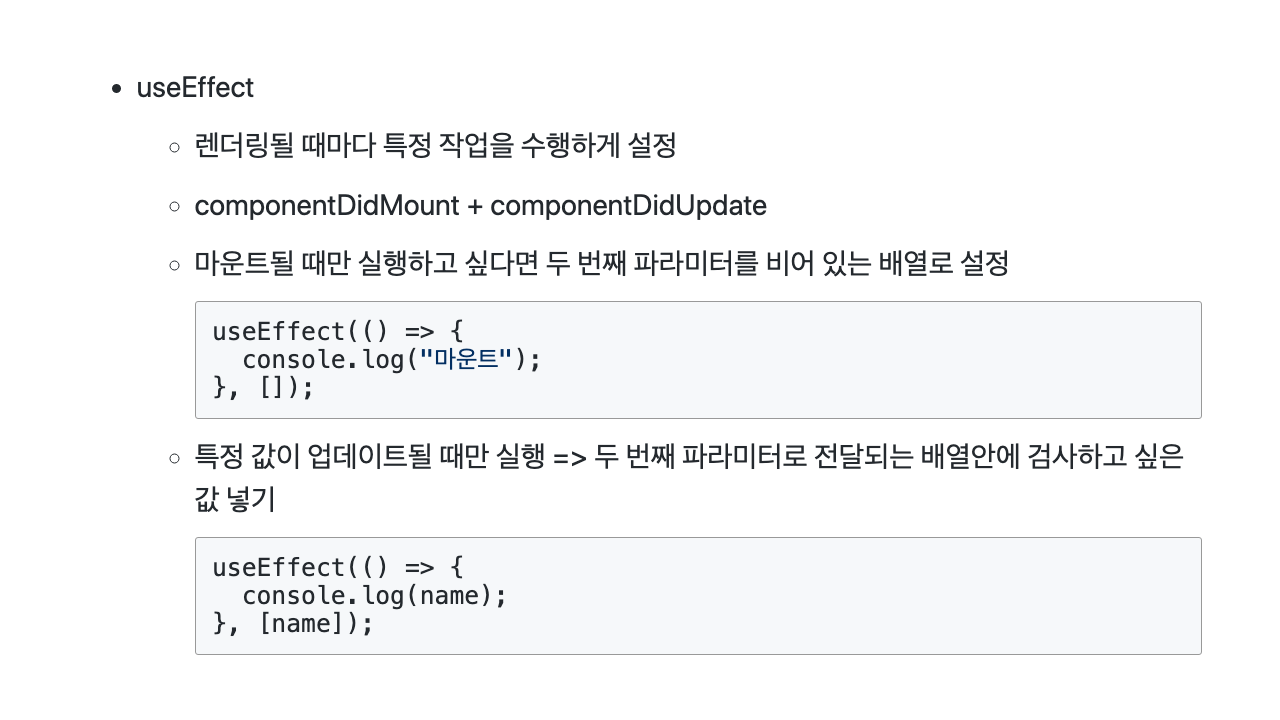 useEffect
렌더링될 때마다 특정 작업을 수행하게 설정
componentDidMount + componentDidUpdate
마운트될 때만 실행하고 싶다면 두 번째 파라미터를 비어 있는 배열로 설정
useEffect(() => {
  console.log("마운트");
}, []);
특정 값이 업데이트될 때만 실행 => 두 번째 파라미터로 전달되는 배열안에 검사하고 싶은
값 넣기
useEffect(() => {
  console.log(name);
}, [name]);